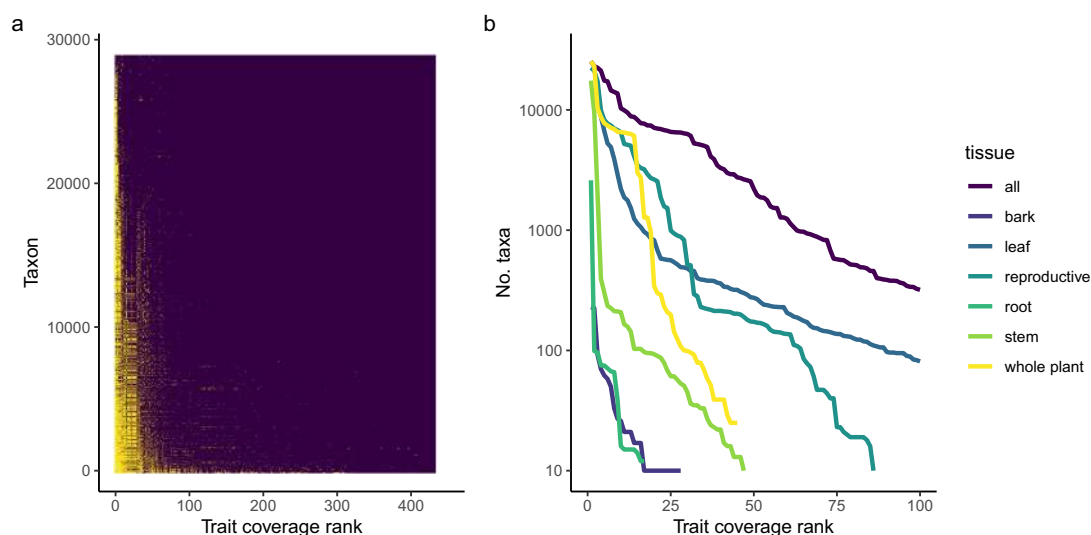 a
30000
20000
10000
0
Taxon
0 100 200 300 400
Trait coverage rank
b
10000
1000
100
10
No. taxa
0 25 50 75 100
Trait coverage rank
tissue
all
bark
leaf
reproductive
root
stem
whole plant